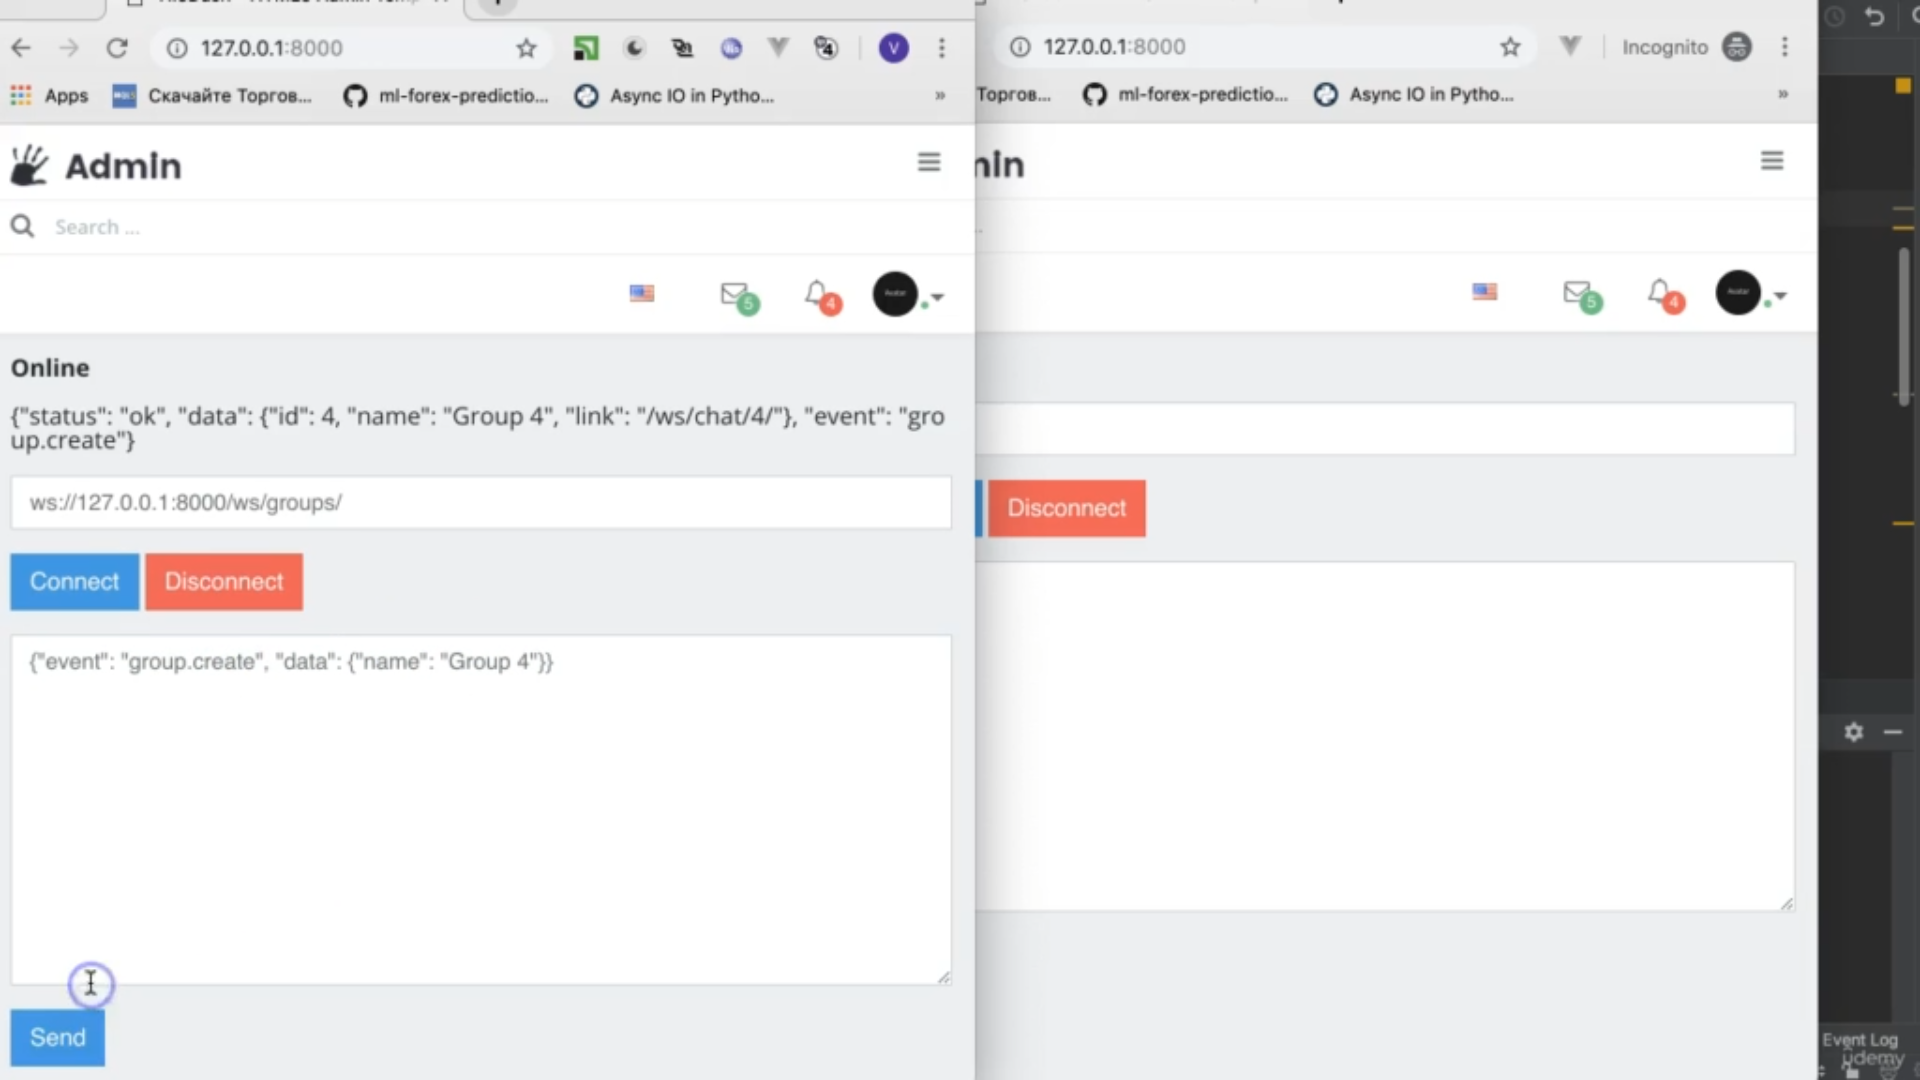 127.0.0.1:8000
V
Apps
Скачайте Торгов...
ml-forex-predictio...
Async IO in Pytho...
»
Admin
Search ...
5
4
Online
{"status": "ok", "data": {"id": 4, "name": "Group 4", "link": "/ws/chat/4/"}, "event": "gro
up.create"}
ws://127.0.0.1:8000/ws/groups/
Connect
Disconnect
{"event": "group.create", "data": {"name": "Group 4"}}
Send
127.0.0.1:8000
Incognito
Торгов...
ml-forex-predictio...
Async IO in Pytho...
»
min
5
4
Disconnect
Event Log
udemy